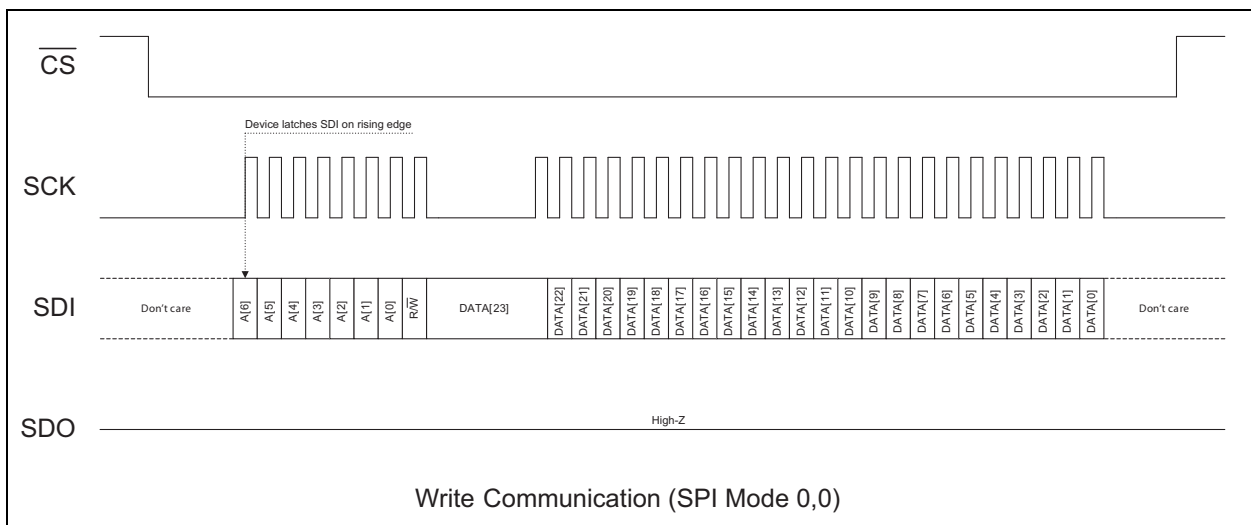 CS
Device latches SDI on rising edge
SCK
SDI
Don't care
A[6]
A[5]
A[4]
A[3]
A[2]
A[1]
A[0]
R/W
DATA[23]
DATA[22]
DATA[21]
DATA[20]
DATA[19]
DATA[18]
DATA[17]
DATA[16]
DATA[15]
DATA[14]
DATA[13]
DATA[12]
DATA[11]
DATA[10]
DATA[9]
DATA[8]
DATA[7]
DATA[6]
DATA[5]
DATA[4]
DATA[3]
DATA[2]
DATA[1]
DATA[0]
Don't care
SDO
High-Z
Write Communication (SPI Mode 0,0)